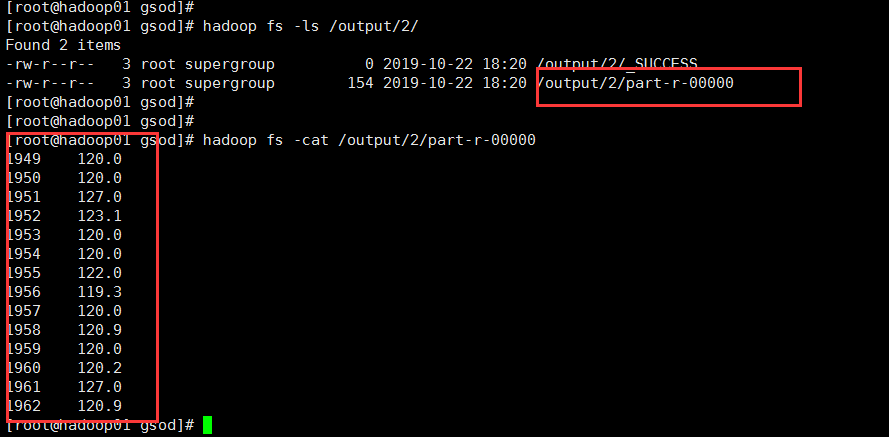 [root@hadoop01 gsod]#
[root@hadoop01 gsod]# hadoop fs -ls /output/2/
Found 2 items
-rw-r--r--   3 root supergroup          0 2019-10-22 18:20 /output/2/_SUCCESS
-rw-r--r--   3 root supergroup        154 2019-10-22 18:20 /output/2/part-r-00000
[root@hadoop01 gsod]#
[root@hadoop01 gsod]#
[root@hadoop01 gsod]# hadoop fs -cat /output/2/part-r-00000
1949    120.0
1950    120.0
1951    127.0
1952    123.1
1953    120.0
1954    120.0
1955    122.0
1956    119.3
1957    120.0
1958    120.9
1959    120.0
1960    120.2
1961    127.0
1962    120.9
[root@hadoop01 gsod]#